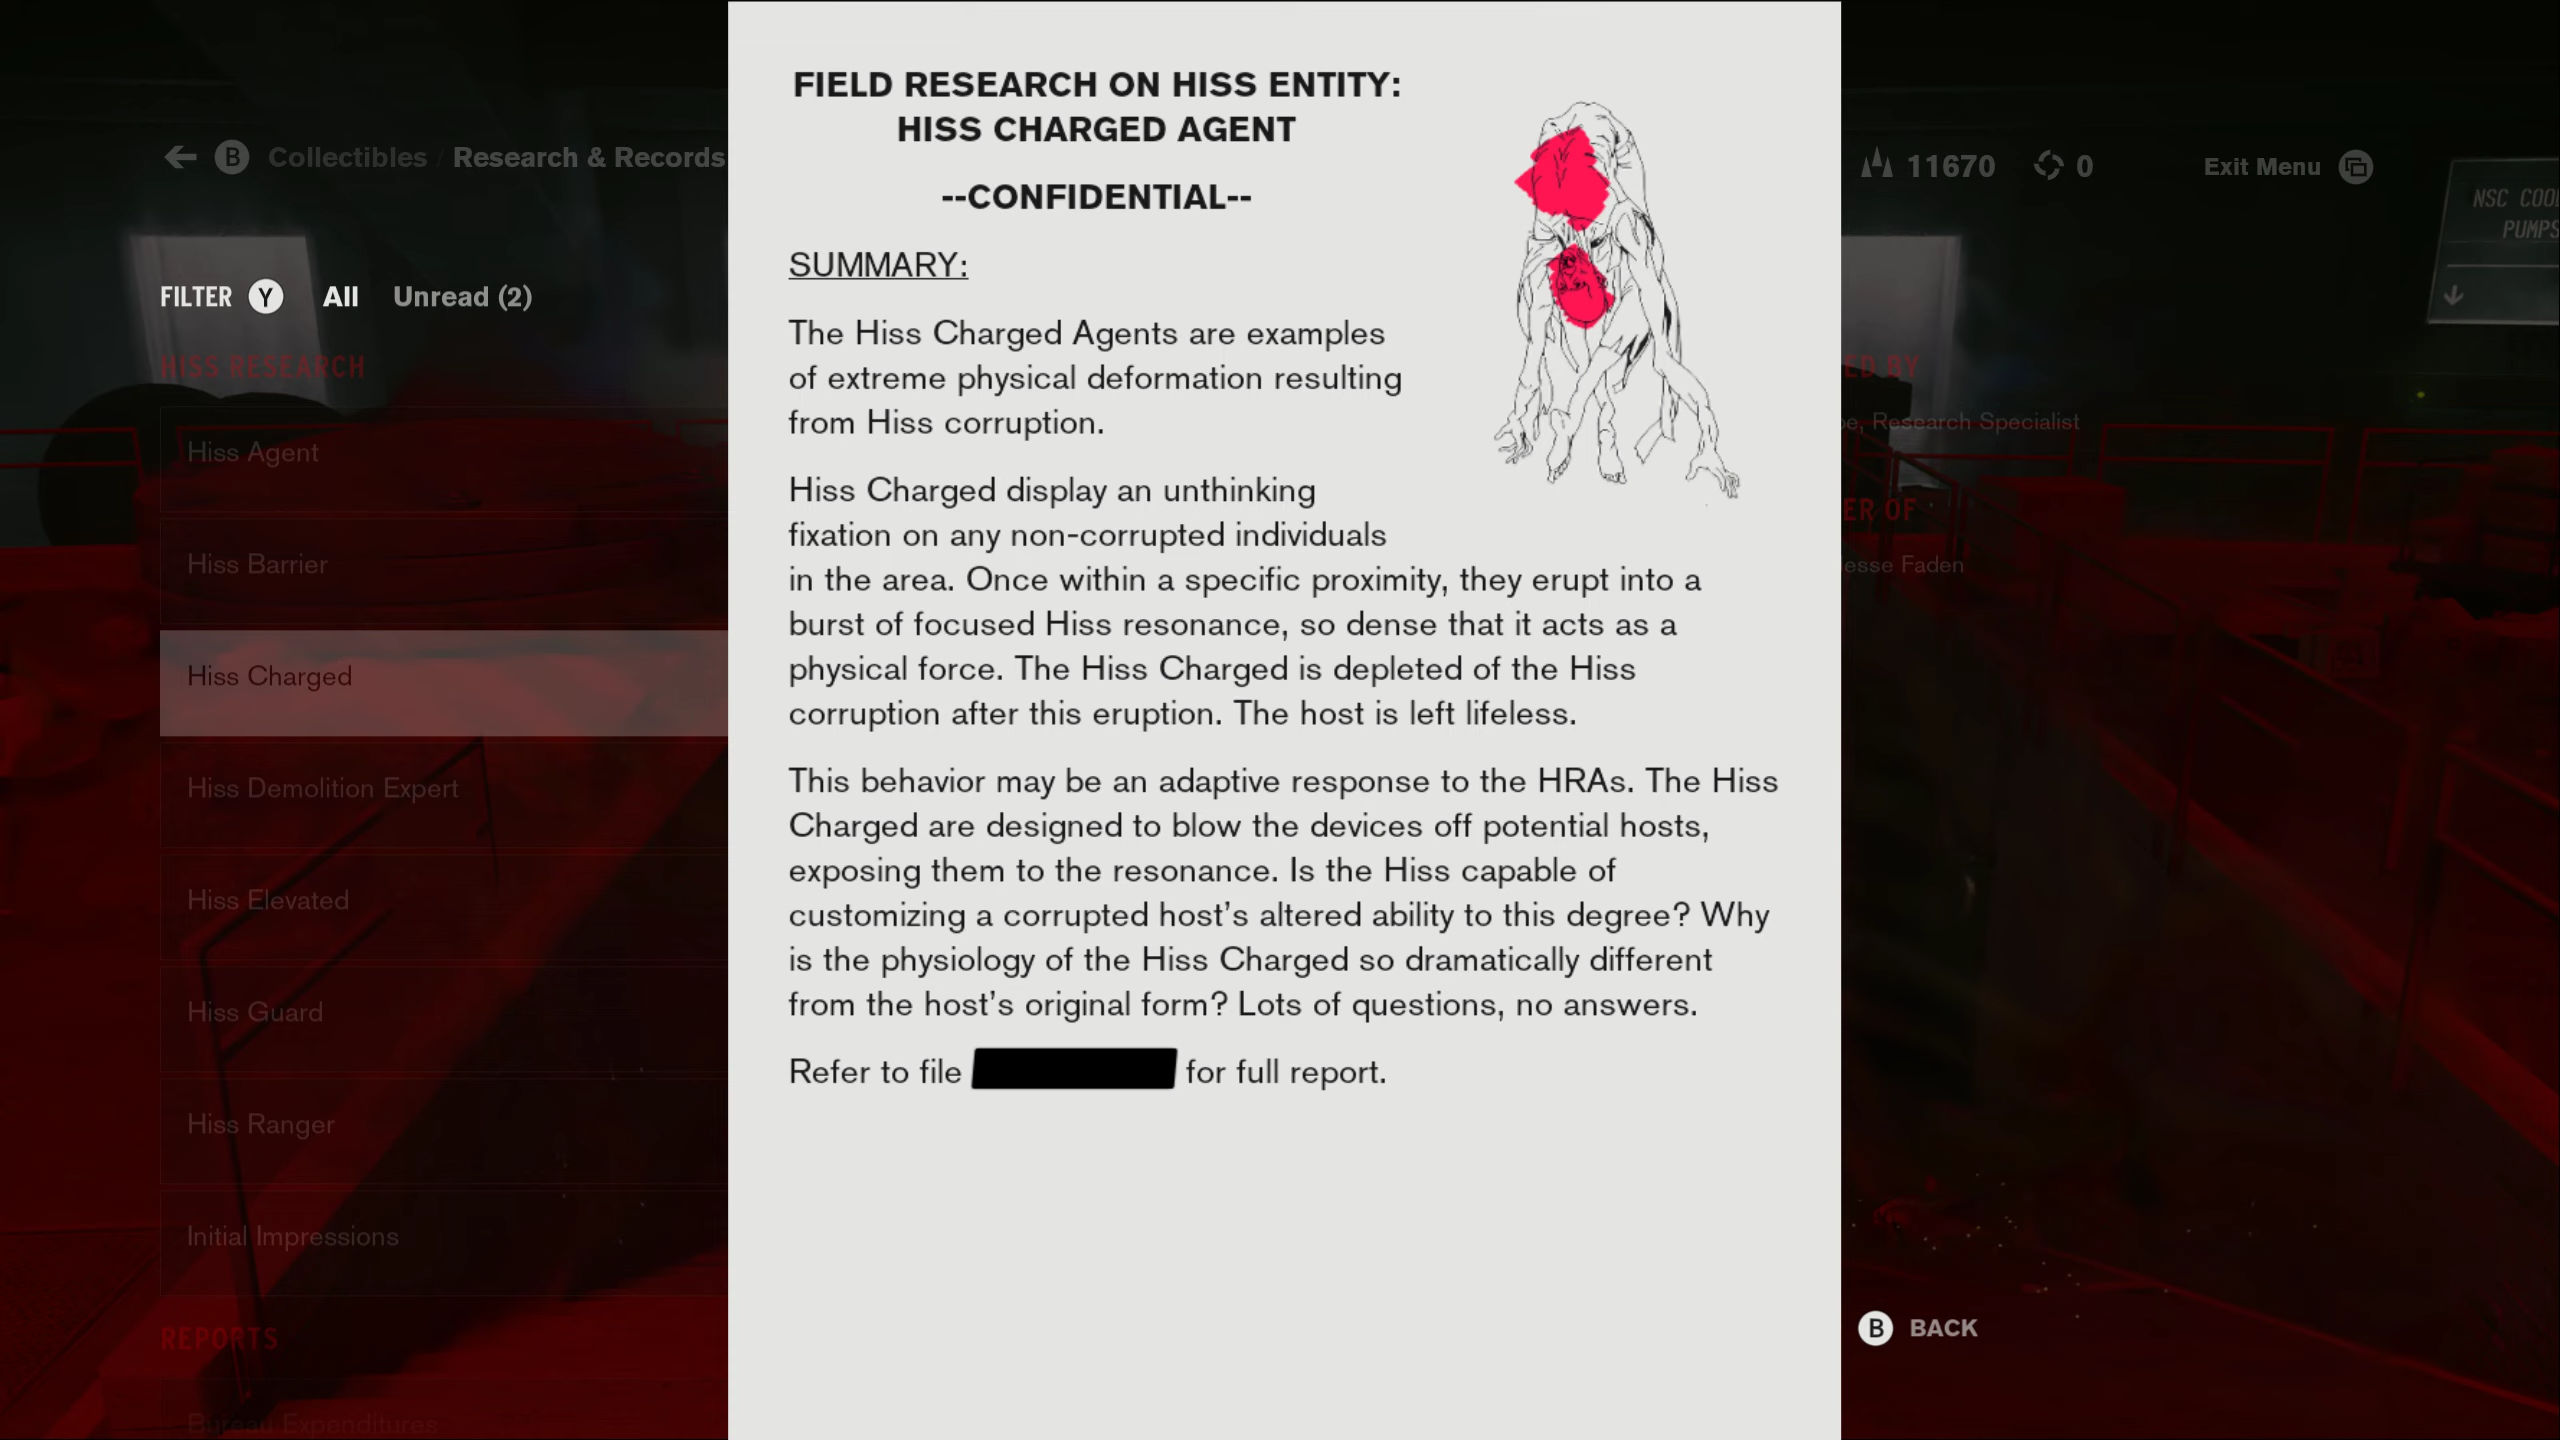 B Collectibles / Research & Records
11670 0 Exit Menu
FILTER Y All Unread (2)
HISS RESEARCH
Hiss Agent
Hiss Barrier
Hiss Charged
Hiss Demolition Expert
Hiss Elevated
Hiss Guard
Hiss Ranger
Initial Impressions
REPORTS
Bureau Expenditures
FIELD RESEARCH ON HISS ENTITY:
HISS CHARGED AGENT
--CONFIDENTIAL--
SUMMARY:
The Hiss Charged Agents are examples
of extreme physical deformation resulting
from Hiss corruption.
Hiss Charged display an unthinking
fixation on any non-corrupted individuals
in the area. Once within a specific proximity, they erupt into a
burst of focused Hiss resonance, so dense that it acts as a
physical force. The Hiss Charged is depleted of the Hiss
corruption after this eruption. The host is left lifeless.
This behavior may be an adaptive response to the HRAs. The Hiss
Charged are designed to blow the devices off potential hosts,
exposing them to the resonance. Is the Hiss capable of
customizing a corrupted host's altered ability to this degree? Why
is the physiology of the Hiss Charged so dramatically different
from the host's original form? Lots of questions, no answers.
Refer to file for full report.
NSC
PUMPS
BY
Research Specialist
OF
Faden
B BACK